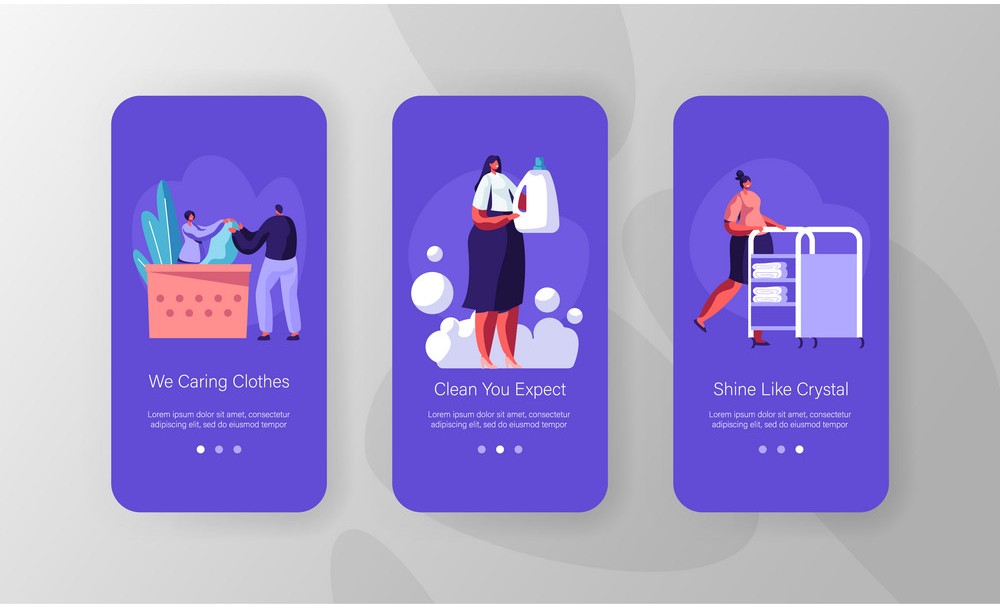 We Caring Clothes
Lorem ipsum dolor sit amet, consectetur
adipiscing elit, sed do eiusmod tempor
Clean You Expect
Lorem ipsum dolor sit amet, consectetur
adipiscing elit, sed do eiusmod tempor
Shine Like Crystal
Lorem ipsum dolor sit amet, consectetur
adipiscing elit, sed do eiusmod tempor